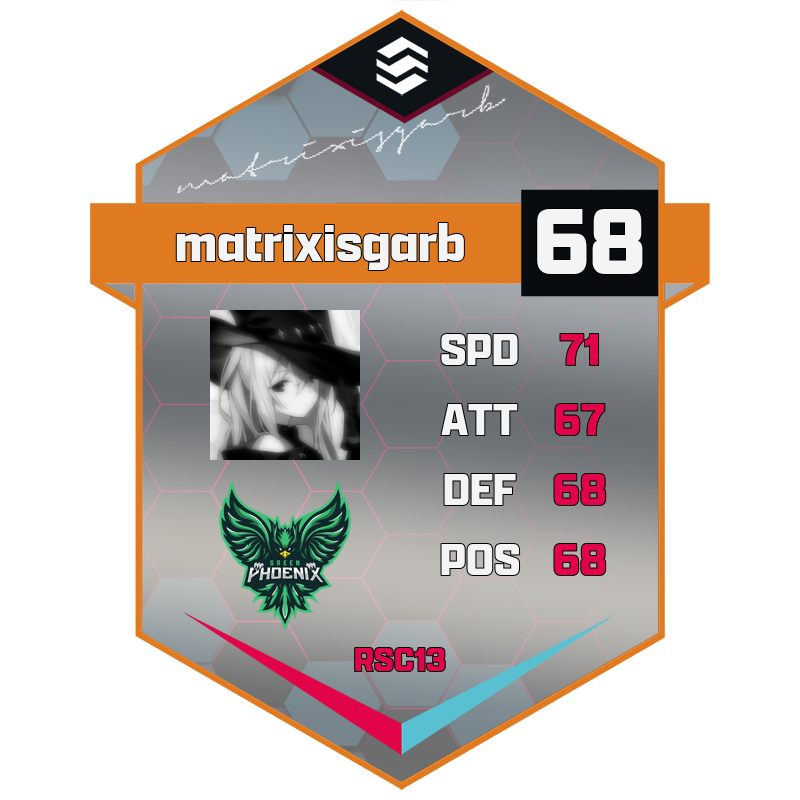 matrixisgarb
matrixisgarb 68
SPD 71
ATT 67
DEF 68
POS 68
GREEN
PHOENIX
RSC13